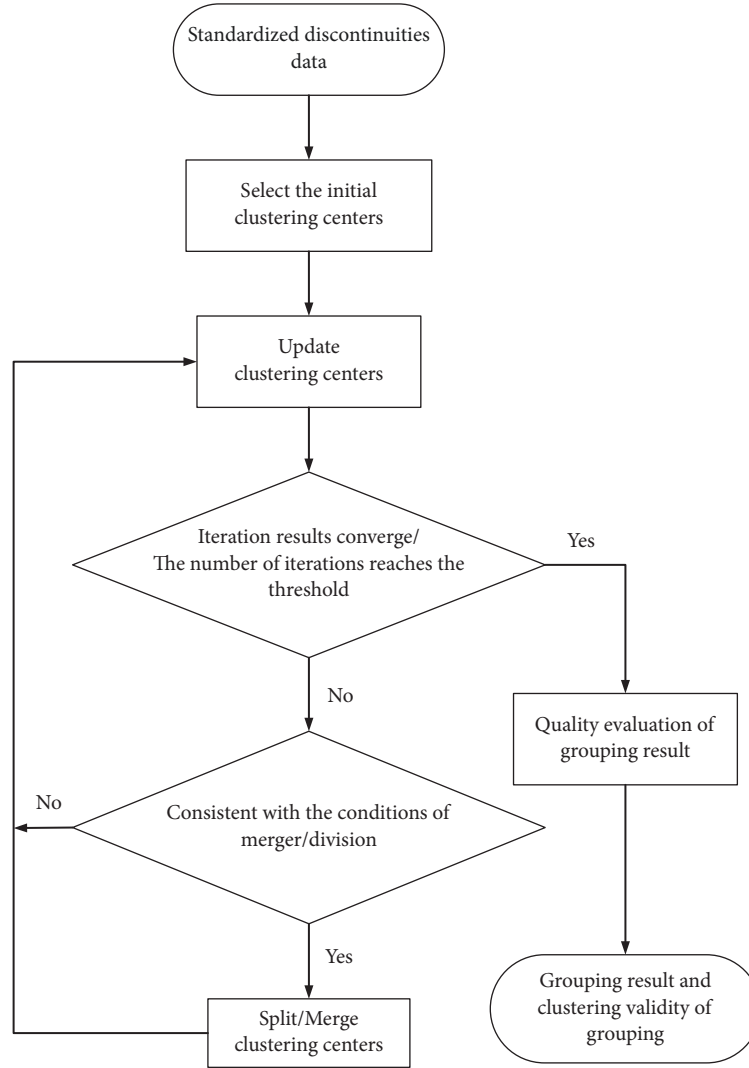 Standardized discontinuities
data
Select the initial
clustering centers
Update
clustering centers
Iteration results converge/
The number of iterations reaches the
threshold
Yes
No
Quality evaluation of
grouping result
No
Consistent with the conditions of
merger/division
Yes
Grouping result and
clustering validity of
grouping
Split/Merge
clustering centers